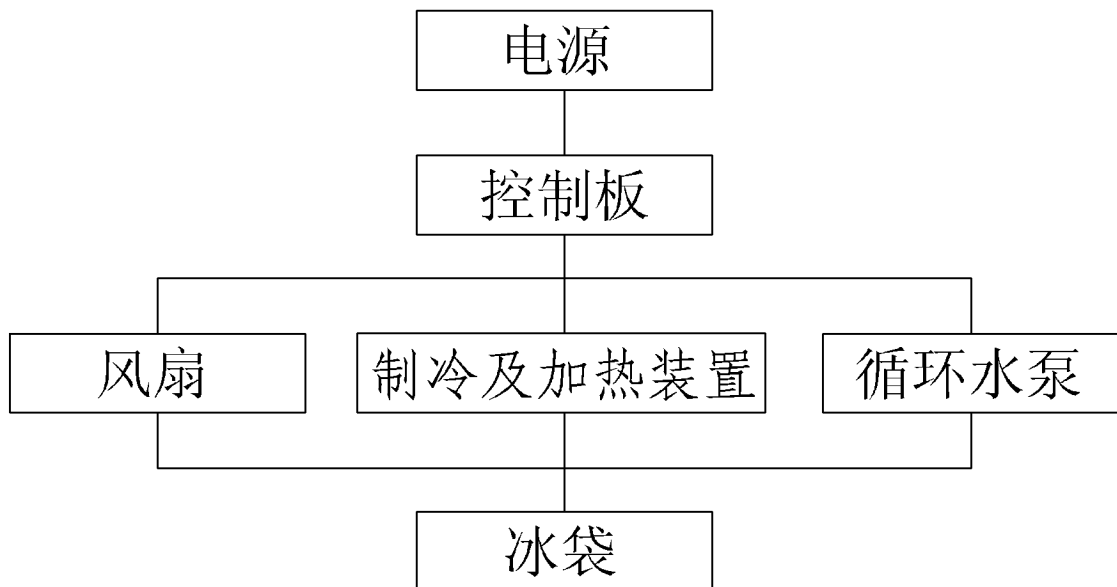 电源
控制板
风扇
制冷及加热装置
循环水泵
冰袋